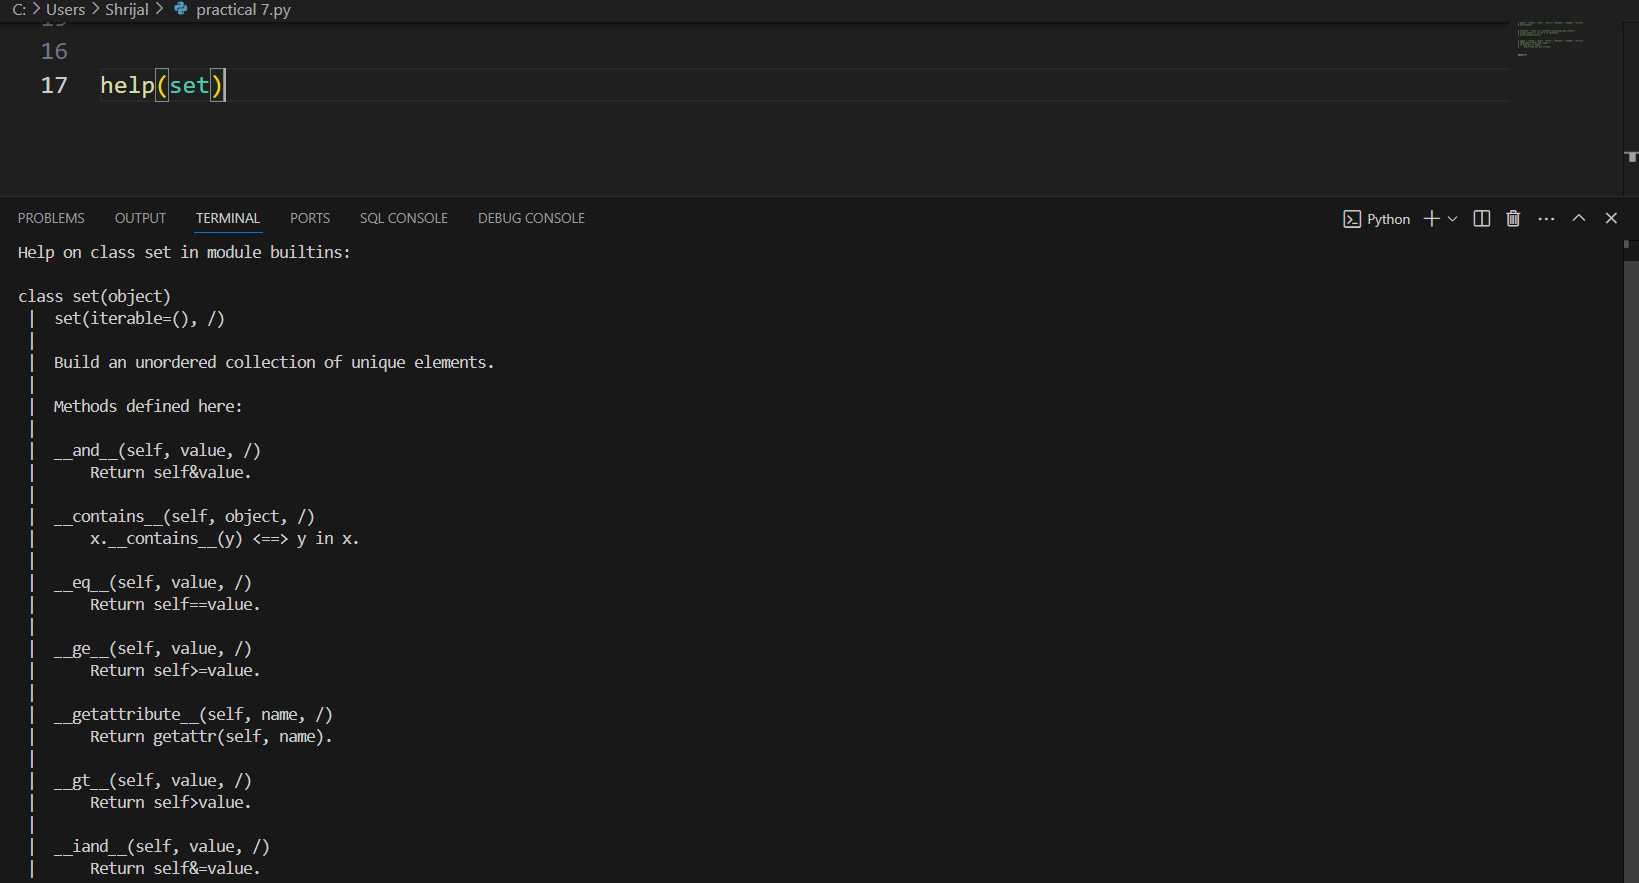 C: > Users > Shrijal > practical 7.py
16
17 help(set)
PROBLEMS OUTPUT TERMINAL PORTS SQL CONSOLE DEBUG CONSOLE Python
Help on class set in module builtins:
class set(object)
 |  set(iterable=(), /)
 |
 |  Build an unordered collection of unique elements.
 |
 |  Methods defined here:
 |
 |  __and__(self, value, /)
 |      Return self&value.
 |
 |  __contains__(self, object, /)
 |      x.__contains__(y) <==> y in x.
 |
 |  __eq__(self, value, /)
 |      Return self==value.
 |
 |  __ge__(self, value, /)
 |      Return self>=value.
 |
 |  __getattribute__(self, name, /)
 |      Return getattr(self, name).
 |
 |  __gt__(self, value, /)
 |      Return self>value.
 |
 |  __iand__(self, value, /)
 |      Return self&=value.